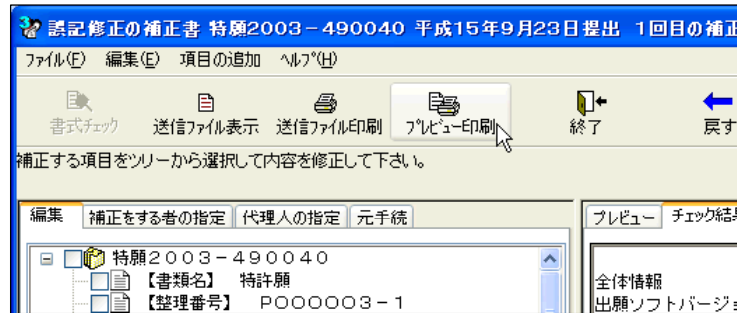 誤記修正の補正書 特願2003－490040 平成15年9月23日提出 1回目の補正
ﾌｧｲﾙ(F) 編集(E) 項目の追加 ﾍﾙﾌﾟ(H)
書式ﾁｪｯｸ 送信ﾌｧｲﾙ表示 送信ﾌｧｲﾙ印刷 ﾌﾟﾚﾋﾞｭｰ印刷 終了 戻す
補正する項目をツリーから選択して内容を修正して下さい。
編集 補正をする者の指定 代理人の指定 元手続 プレビュー チェック結果
特願２００３－４９００４０
【書類名】 特許願
【整理番号】 Ｐ０００００３－１
全体情報
出願ソフトバージョ